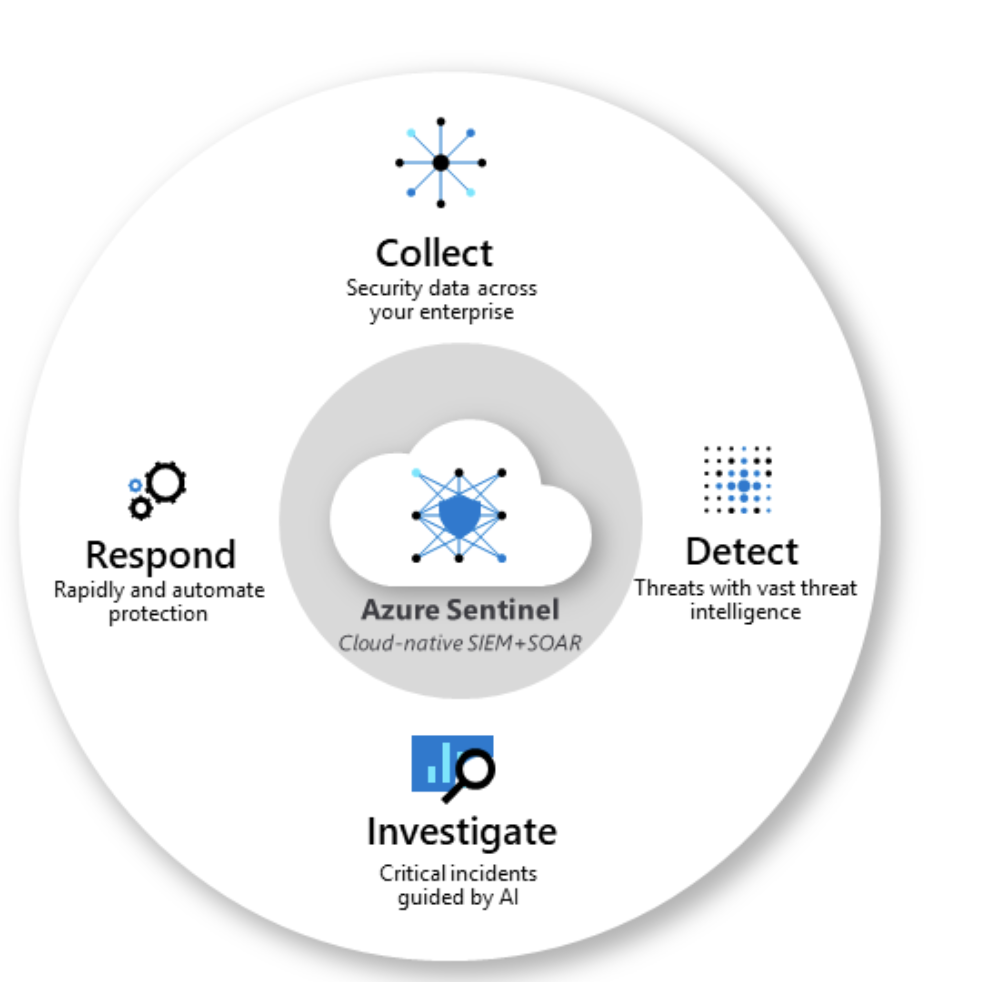 Collect
Security data across
your enterprise
Respond
Rapidly and automate
protection
Azure Sentinel
Cloud-native SIEM+SOAR
Detect
Threats with vast threat
intelligence
Investigate
Critical incidents
guided by AI